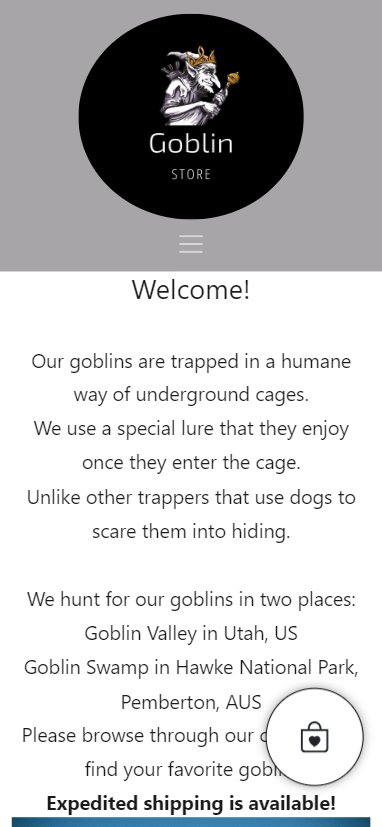 Goblin
STORE
Welcome!
Our goblins are trapped in a humane
way of underground cages.
We use a special lure that they enjoy
once they enter the cage.
Unlike other trappers that use dogs to
scare them into hiding.
We hunt for our goblins in two places:
Goblin Valley in Utah, US
Goblin Swamp in Hawke National Park,
Pemberton, AUS
Please browse through our
find your favorite
Expedited shipping is available!